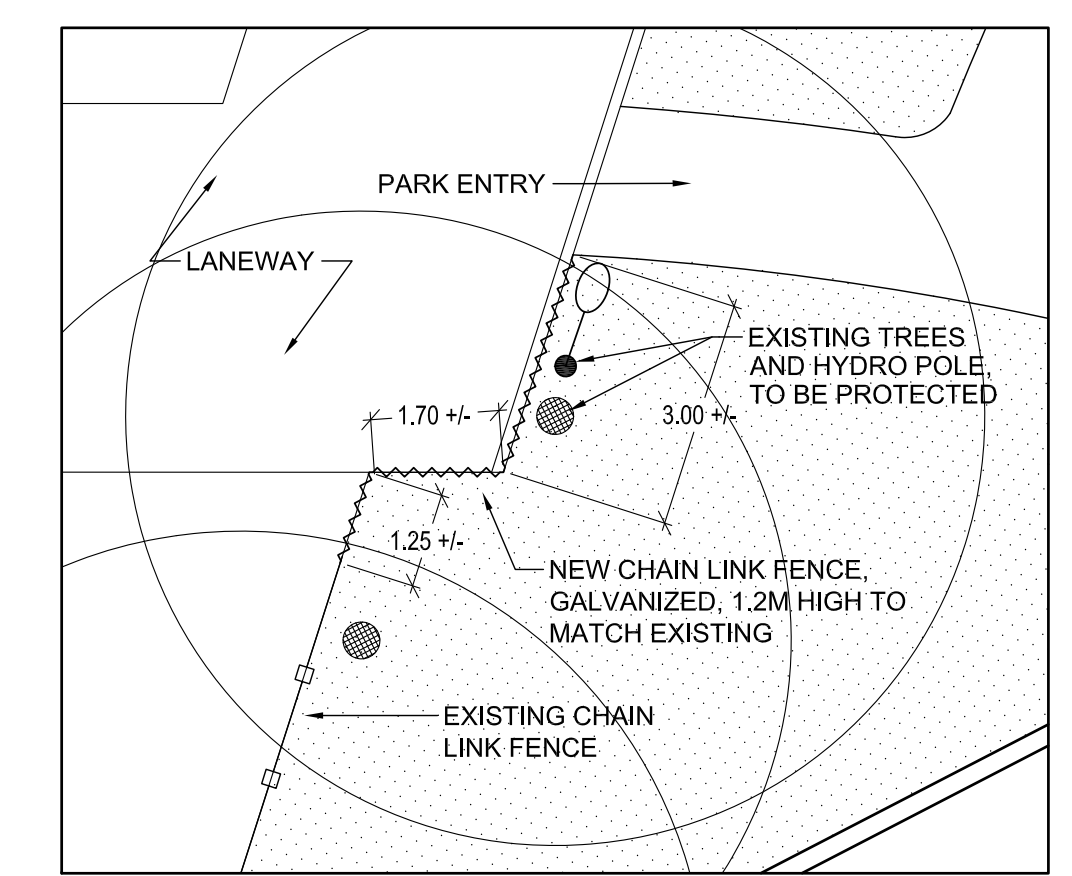 PARK ENTRY
LANEWAY
EXISTING TREES
AND HYDRO POLE,
TO BE PROTECTED
1.70 +/-
3.00 +/-
1.25 +/-
NEW CHAIN LINK FENCE,
GALVANIZED, 1.2M HIGH TO
MATCH EXISTING
EXISTING CHAIN
LINK FENCE